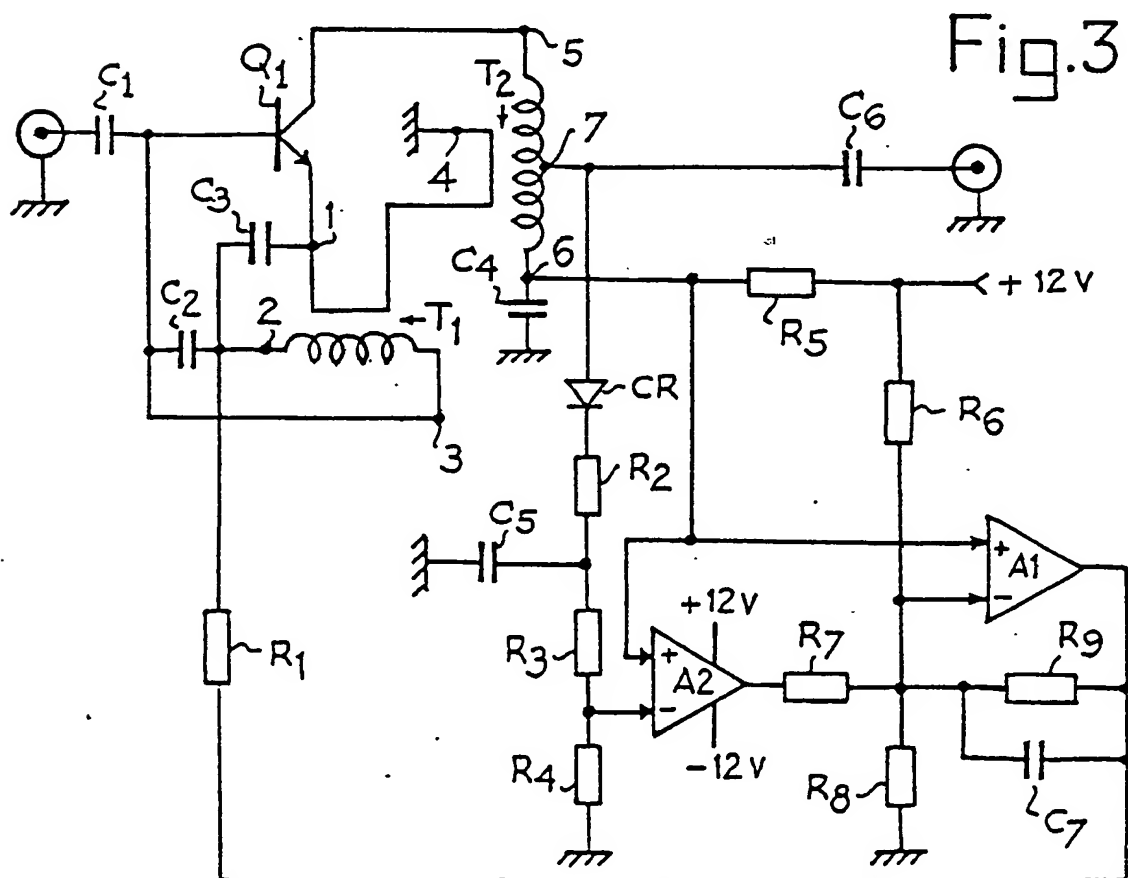 Fig.3
5
Q1
T2
C1
C6
7
4
C3
1
6
C4
+ 12 V
C2
2
T1
R5
CR
R6
3
R2
C5
+
A1
−
+12V
R3
R7
R9
R1
+
A2
−
R4
−12V
R8
C7